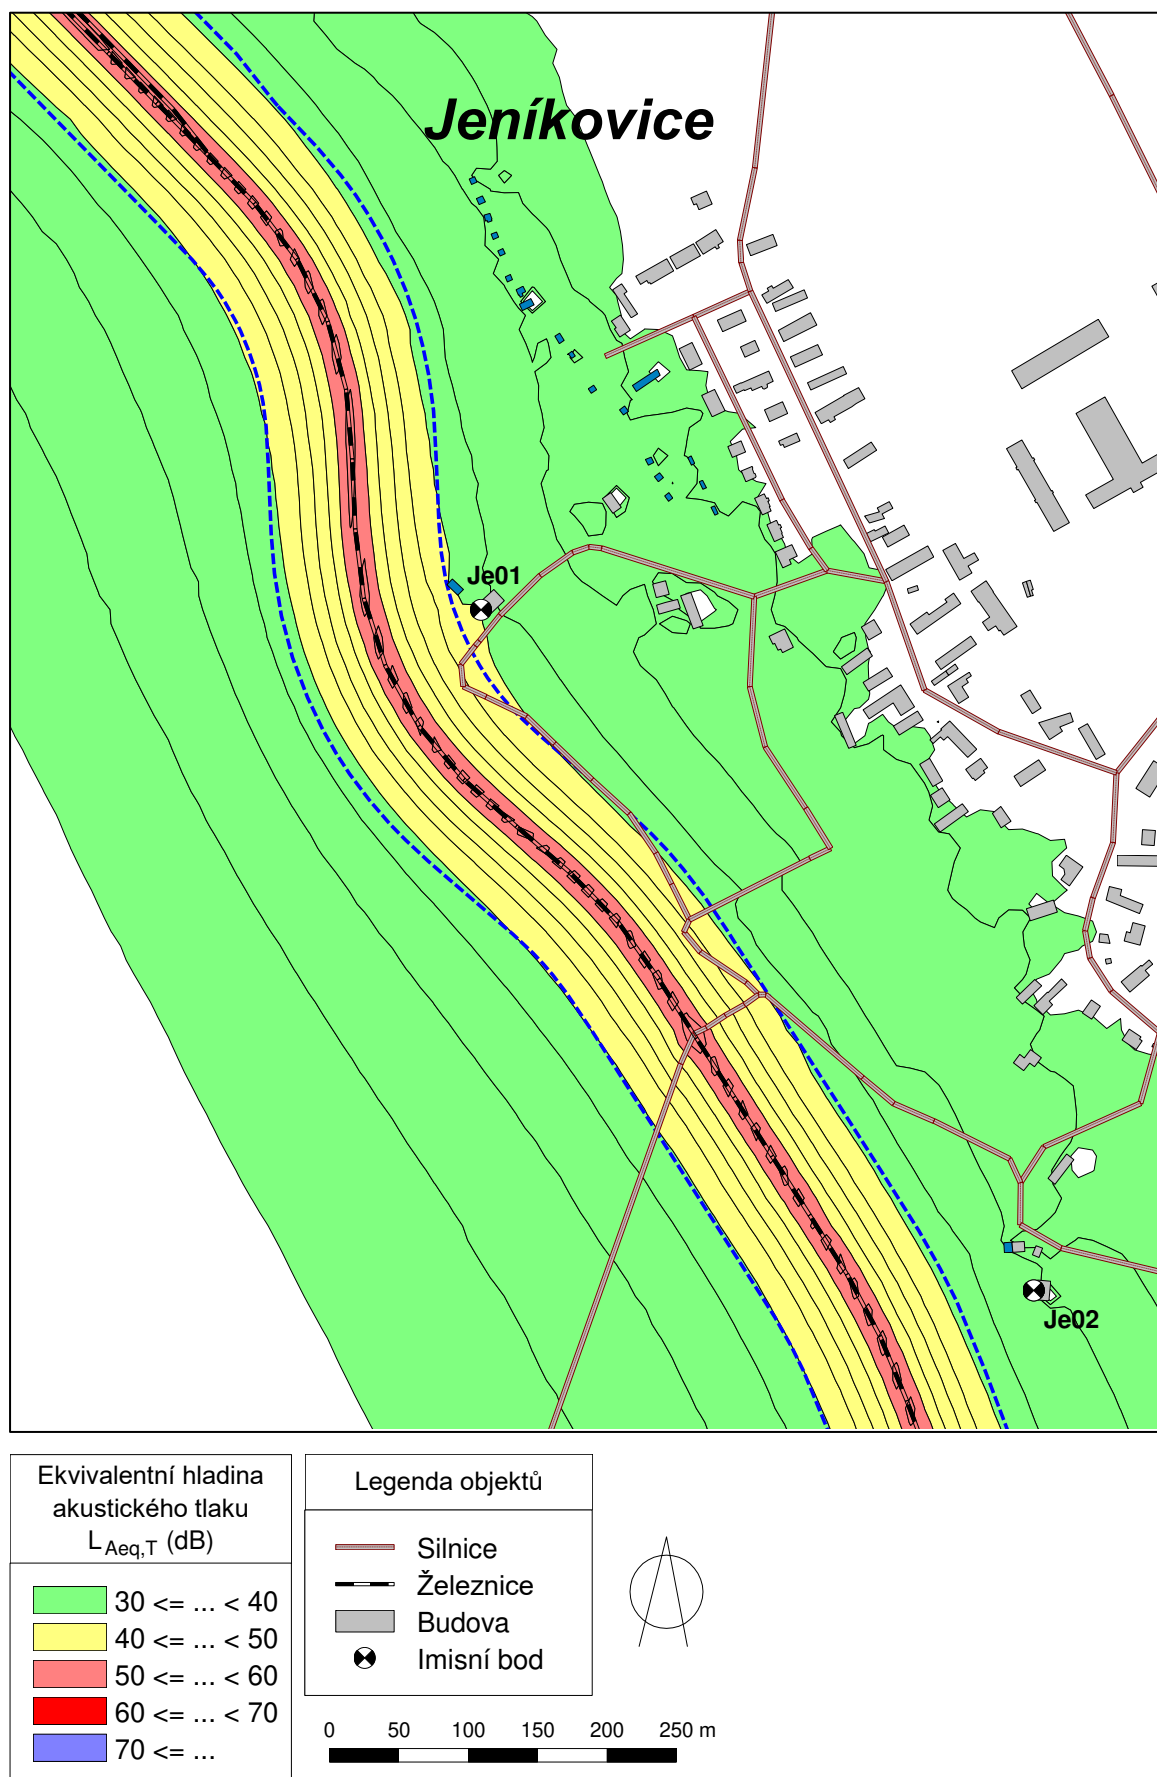 Jeníkovice
Je01
Je02
Ekvivalentní hladina
akustického tlaku
L Aeq,T (dB)
30 <= ... < 40
40 <= ... < 50
50 <= ... < 60
60 <= ... < 70
70 <= ...
Legenda objektů
Silnice
Železnice
Budova
Imisní bod
0 50 100 150 200 250 m